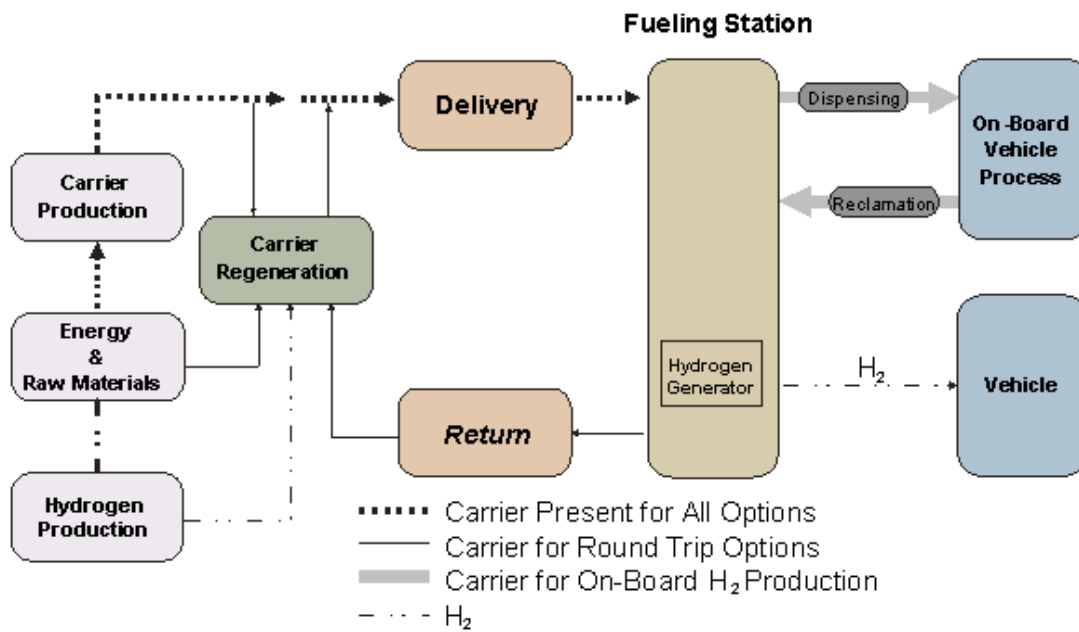 Fueling Station
Delivery
Dispensing
On-Board
Vehicle
Process
Carrier
Production
Reclamation
Carrier
Regeneration
Energy
&
Raw Materials
Hydrogen
Generator
H₂
Vehicle
Return
Hydrogen
Production
Carrier Present for All Options
Carrier for Round Trip Options
Carrier for On-Board H₂ Production
H₂